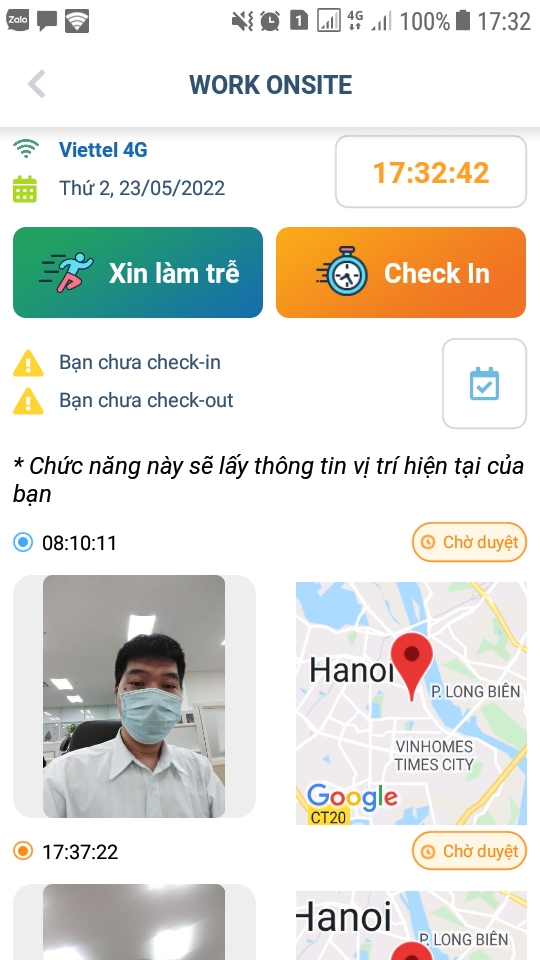 Zalo
1
4G
100%
17:32
WORK ONSITE
Viettel 4G
Thứ 2, 23/05/2022
17:32:42
Xin làm trễ
Check In
Bạn chưa check-in
Bạn chưa check-out
* Chức năng này sẽ lấy thông tin vị trí hiện tại của
bạn
08:10:11
Chờ duyệt
Hanoi
P. LONG BIÊN
VINHOMES
TIMES CITY
Google
CT20
17:37:22
Chờ duyệt
Hanoi
P. LONG BIÊN